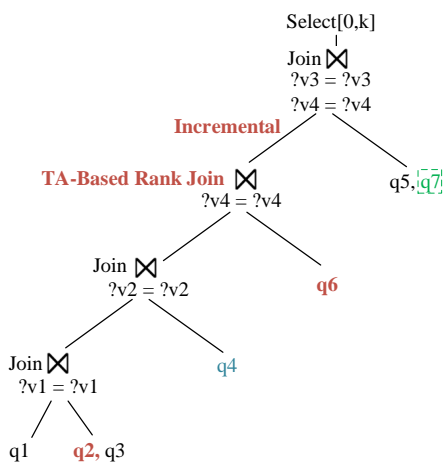 Select[0,k]
Join ⋈
?v3 = ?v3
?v4 = ?v4
Incremental
TA-Based Rank Join ⋈
?v4 = ?v4
q5, q7
Join ⋈
?v2 = ?v2
q6
Join ⋈
?v1 = ?v1
q4
q1
q2, q3